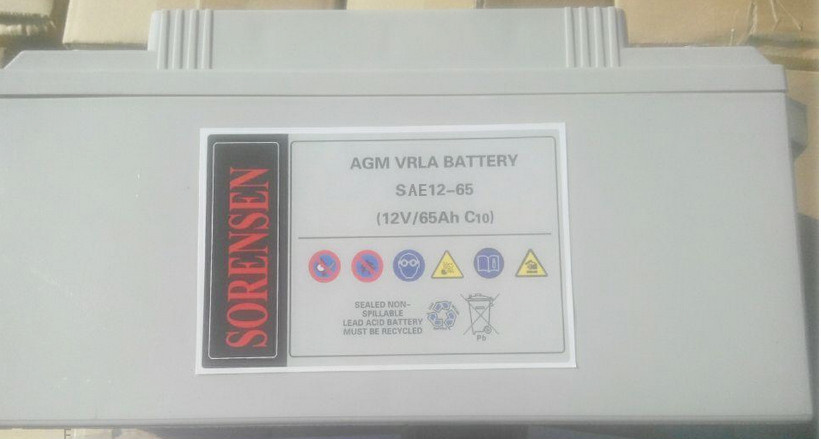 SORENSEN
AGM VRLA BATTERY
SAE12-65
(12V/65Ah C10)
SEALED NON-
SPILLABLE
LEAD ACID BATTERY
MUST BE RECYCLED
Pb